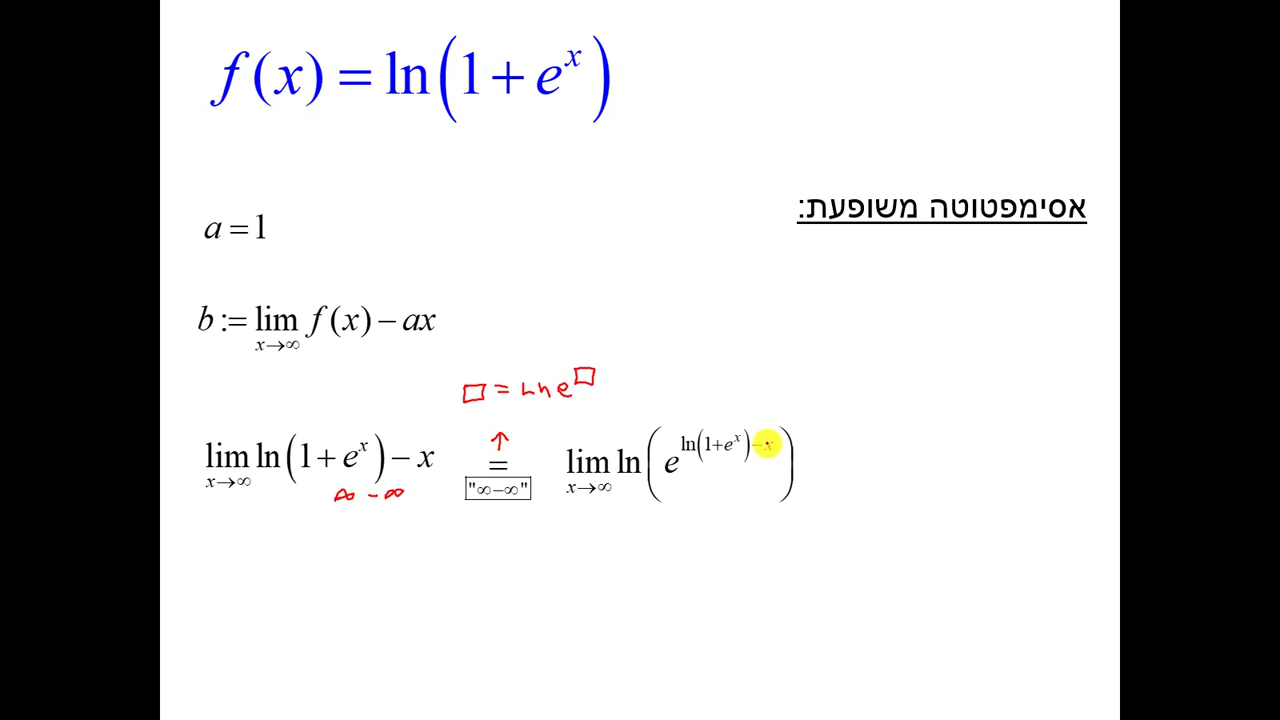 f(x) = ln(1 + e^x)
אסימפטוטה משופעת:
a = 1
b := lim_{x→∞} f(x) − ax
□ = ln e^□
lim_{x→∞} ln(1 + e^x) − x ↑ = "∞−∞" lim_{x→∞} ln(e^{ln(1+e^x)−x})
∞ − ∞